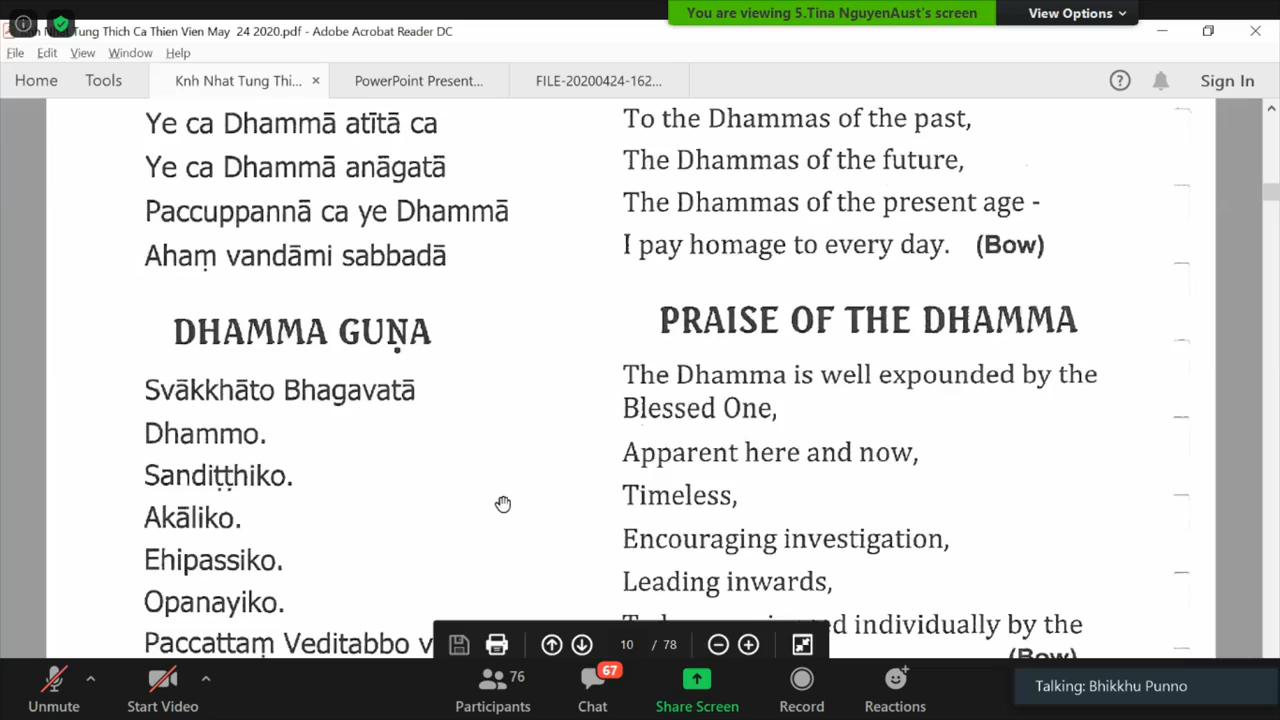 You are viewing 5.Tina NguyenAust's screen
View Options
Nhat Tung Thich Ca Thien Vien May 24 2020.pdf - Adobe Acrobat Reader DC
File Edit View Window Help
Home Tools Knh Nhat Tung Thi... × PowerPoint Present... FILE-20200424-162... Sign In
Ye ca Dhammā atītā ca
Ye ca Dhammā anāgatā
Paccuppannā ca ye Dhammā
Ahaṃ vandāmi sabbadā
DHAMMA GUṆA
Svākkhāto Bhagavatā
Dhammo.
Sandiṭṭhiko.
Akāliko.
Ehipassiko.
Opanayiko.
Paccattaṃ Veditabbo
To the Dhammas of the past,
The Dhammas of the future,
The Dhammas of the present age -
I pay homage to every day. (Bow)
PRAISE OF THE DHAMMA
The Dhamma is well expounded by the
Blessed One,
Apparent here and now,
Timeless,
Encouraging investigation,
Leading inwards,
individually by the
(Bow)
10 / 78
Unmute
Start Video
Participants 76
Chat 67
Share Screen
Record
Reactions
Talking: Bhikkhu Punno